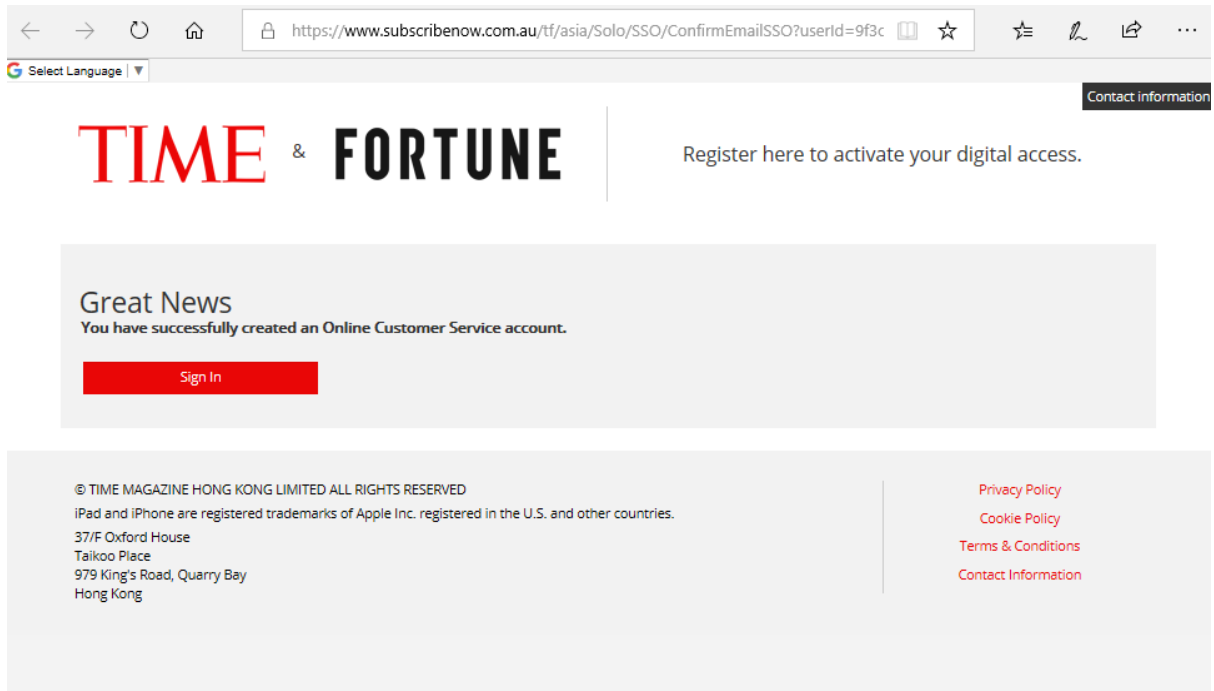 https://www.subscribenow.com.au/tf/asia/Solo/SSO/ConfirmEmailSSO?userId=9f3c
Select Language
Contact information
TIME & FORTUNE
Register here to activate your digital access.
Great News
You have successfully created an Online Customer Service account.
Sign In
© TIME MAGAZINE HONG KONG LIMITED ALL RIGHTS RESERVED
iPad and iPhone are registered trademarks of Apple Inc. registered in the U.S. and other countries.
37/F Oxford House
Taikoo Place
979 King's Road, Quarry Bay
Hong Kong
Privacy Policy
Cookie Policy
Terms & Conditions
Contact Information